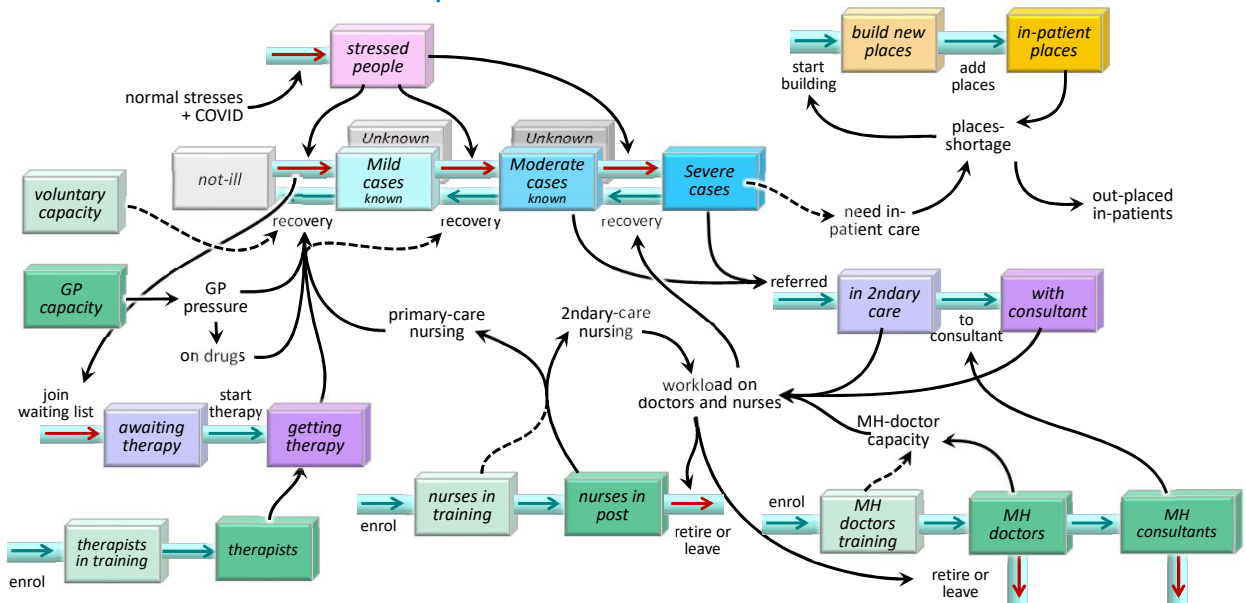 stressed
people
normal stresses
+ COVID
build new
places
in-patient
places
start
building
add
places
places-
shortage
out-placed
in-patients
not-ill
Unknown
Mild
cases
known
Unknown
Moderate
cases
known
Severe
cases
need in-
patient care
voluntary
capacity
recovery
recovery
recovery
GP
capacity
GP
pressure
on drugs
primary-care
nursing
2ndary-care
nursing
referred
in 2ndary
care
to
consultant
with
consultant
join
waiting list
awaiting
therapy
start
therapy
getting
therapy
workload on
doctors and nurses
MH-doctor
capacity
enrol
therapists
in training
therapists
enrol
nurses in
training
nurses in
post
retire or
leave
enrol
MH
doctors
training
MH
doctors
MH
consultants
retire or
leave